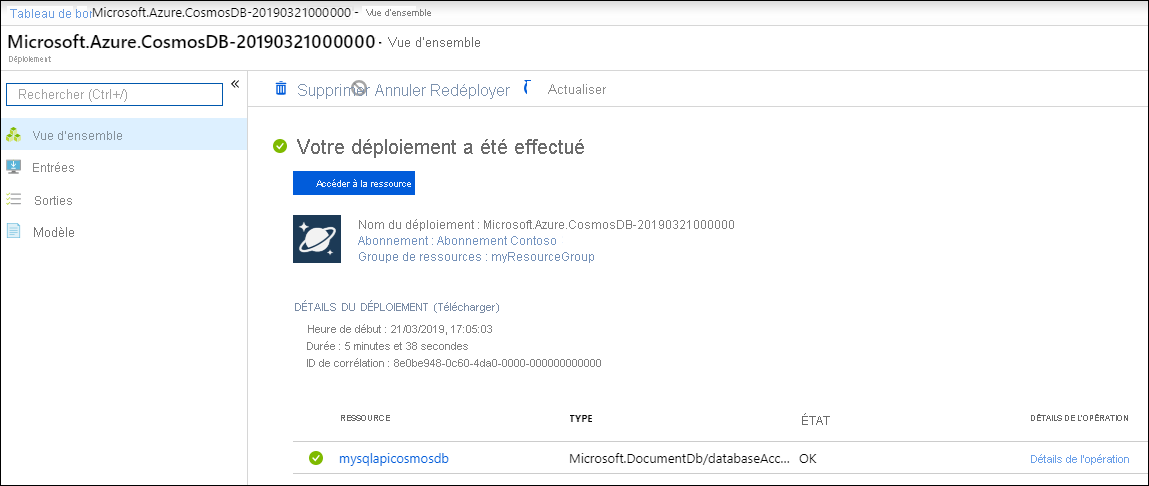 Tableau de bor Microsoft.Azure.CosmosDB-20190321000000 - Vue d'ensemble
Microsoft.Azure.CosmosDB-20190321000000 - Vue d'ensemble
Déploiement
Rechercher (Ctrl+/)
«
Supprimer Annuler Redéployer Actualiser
Vue d'ensemble
Entrées
Sorties
Modèle
Votre déploiement a été effectué
Accéder à la ressource
Nom du déploiement : Microsoft.Azure.CosmosDB-20190321000000
Abonnement : Abonnement Contoso
Groupe de ressources : myResourceGroup
DÉTAILS DU DÉPLOIEMENT (Télécharger)
Heure de début : 21/03/2019, 17:05:03
Durée : 5 minutes et 38 secondes
ID de corrélation : 8e0be948-0c60-4da0-0000-000000000000
RESSOURCE TYPE ÉTAT DÉTAILS DE L'OPÉRATION
mysqlapicosmosdb Microsoft.DocumentDb/databaseAcc... OK Détails de l'opération